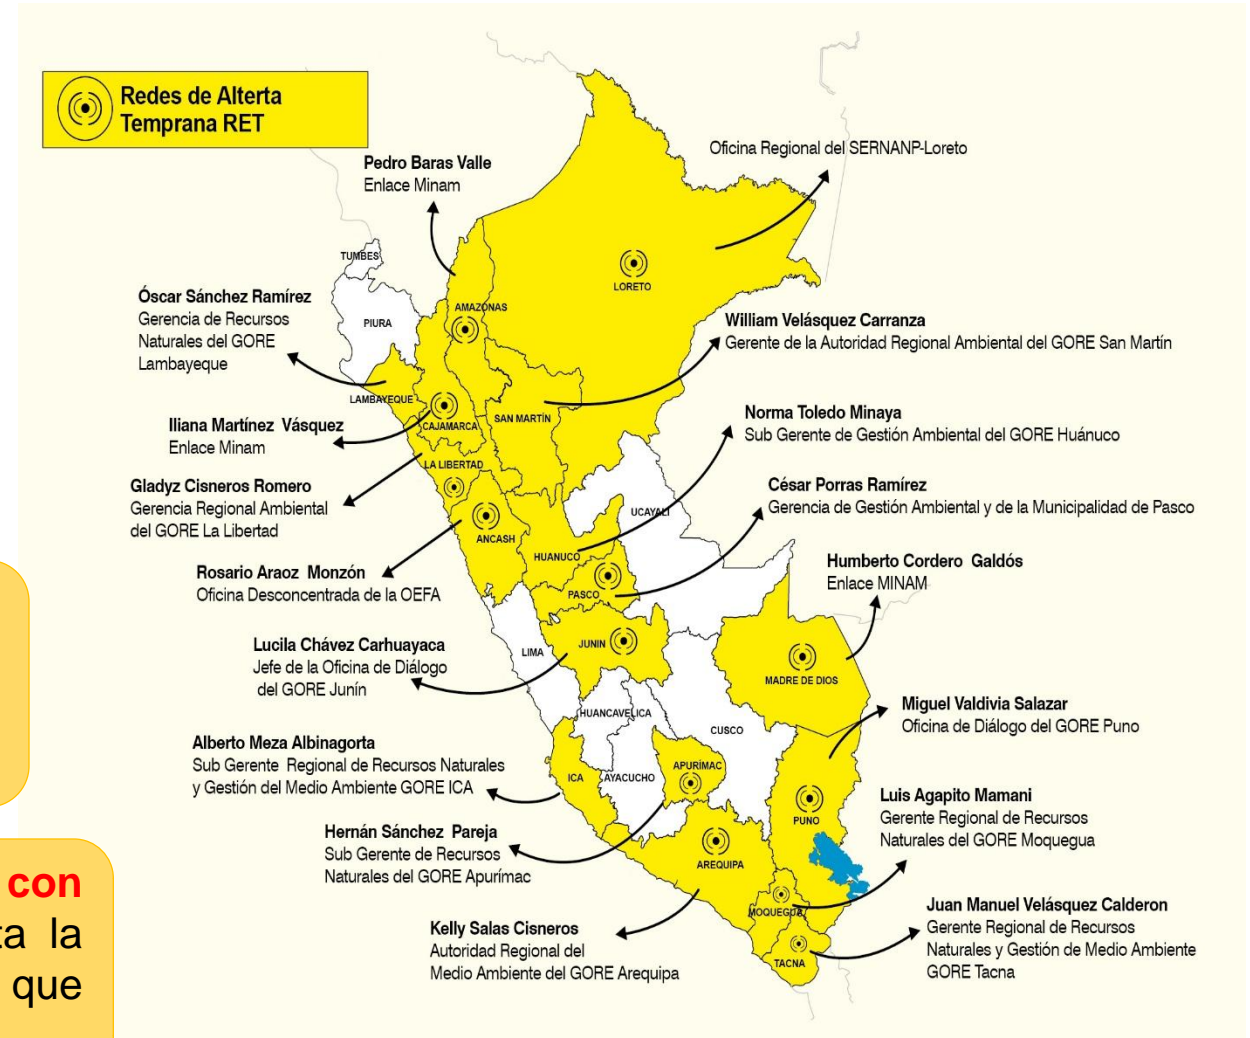 Redes de Alterta
Temprana RET
Pedro Baras Valle
Enlace Minam
Oficina Regional del SERNANP-Loreto
TUMBES
PIURA
AMAZONAS
LORETO
Óscar Sánchez Ramírez
Gerencia de Recursos
Naturales del GORE
Lambayeque
William Velásquez Carranza
Gerente de la Autoridad Regional Ambiental del GORE San Martín
LAMBAYEQUE
CAJAMARCA
SAN MARTÍN
Iliana Martínez Vásquez
Enlace Minam
Norma Toledo Minaya
Sub Gerente de Gestión Ambiental del GORE Huánuco
LA LIBERTAD
Gladyz Cisneros Romero
Gerencia Regional Ambiental
del GORE La Libertad
César Porras Ramírez
Gerencia de Gestión Ambiental y de la Municipalidad de Pasco
UCAYALI
ANCASH
HUANUCO
PASCO
Rosario Araoz Monzón
Oficina Desconcentrada de la OEFA
Humberto Cordero Galdós
Enlace MINAM
LIMA
JUNIN
MADRE DE DIOS
Lucila Chávez Carhuayaca
Jefe de la Oficina de Diálogo
del GORE Junín
HUANCAVELICA
CUSCO
Miguel Valdivia Salazar
Oficina de Diálogo del GORE Puno
Alberto Meza Albinagorta
Sub Gerente Regional de Recursos Naturales
y Gestión del Medio Ambiente GORE ICA
ICA
AYACUCHO
APURÍMAC
PUNO
Luis Agapito Mamani
Gerente Regional de Recursos
Naturales del GORE Moquegua
Hernán Sánchez Pareja
Sub Gerente de Recursos
Naturales del GORE Apurímac
AREQUIPA
MOQUEGUA
TACNA
Kelly Salas Cisneros
Autoridad Regional del
Medio Ambiente del GORE Arequipa
Juan Manuel Velásquez Calderon
Gerente Regional de Recursos
Naturales y Gestión de Medio Ambiente
GORE Tacna
con
ta la
que